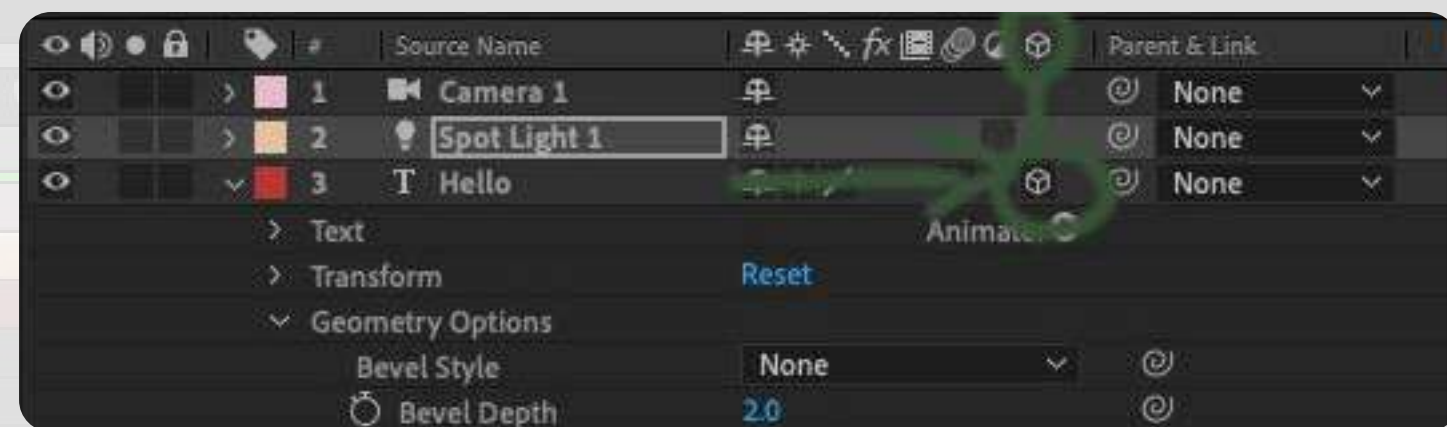 # Source Name fx Parent & Link
1 Camera 1 None
2 Spot Light 1 None
3 T Hello None
Text Animate:
Transform Reset
Geometry Options
Bevel Style None
Bevel Depth 2.0